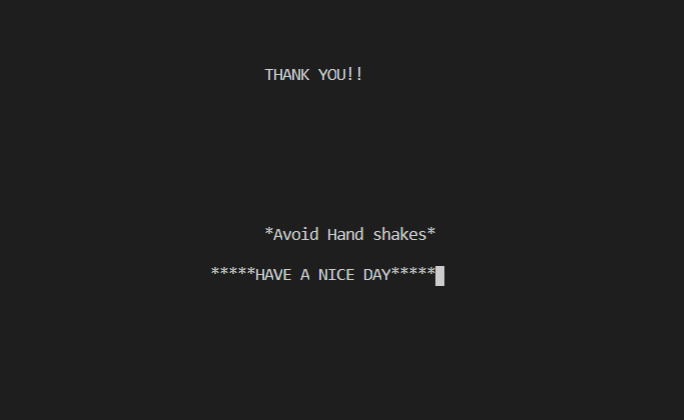 THANK YOU!!
*Avoid Hand shakes*
*****HAVE A NICE DAY*****